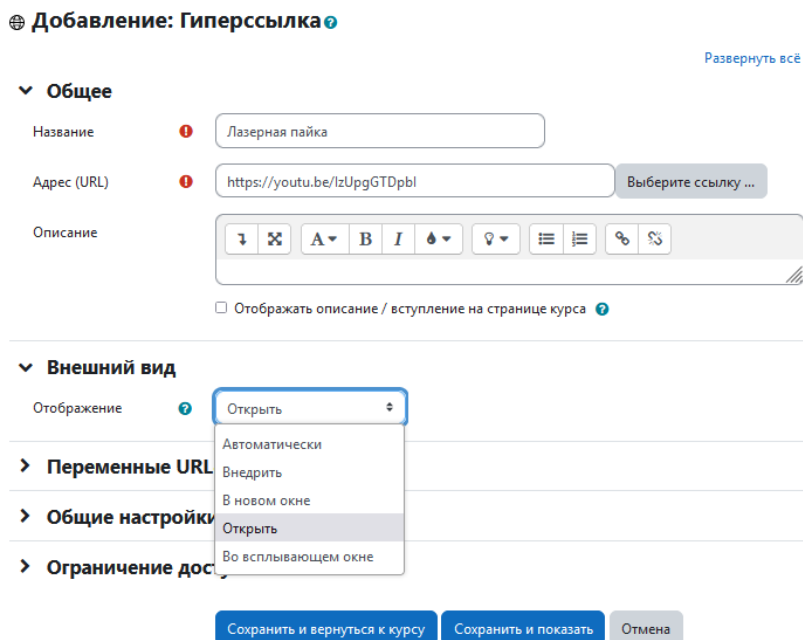 Добавление: Гиперссылка
Развернуть всё
Общее
Название
Лазерная пайка
Адрес (URL)
https://youtu.be/lzUpgGTDpbI
Выберите ссылку ...
Описание
A B I
Отображать описание / вступление на странице курса
Внешний вид
Отображение
Открыть
Автоматически
Внедрить
В новом окне
Открыть
Во всплывающем окне
Переменные URL
Общие настройки
Ограничение дост
Сохранить и вернуться к курсу
Сохранить и показать
Отмена